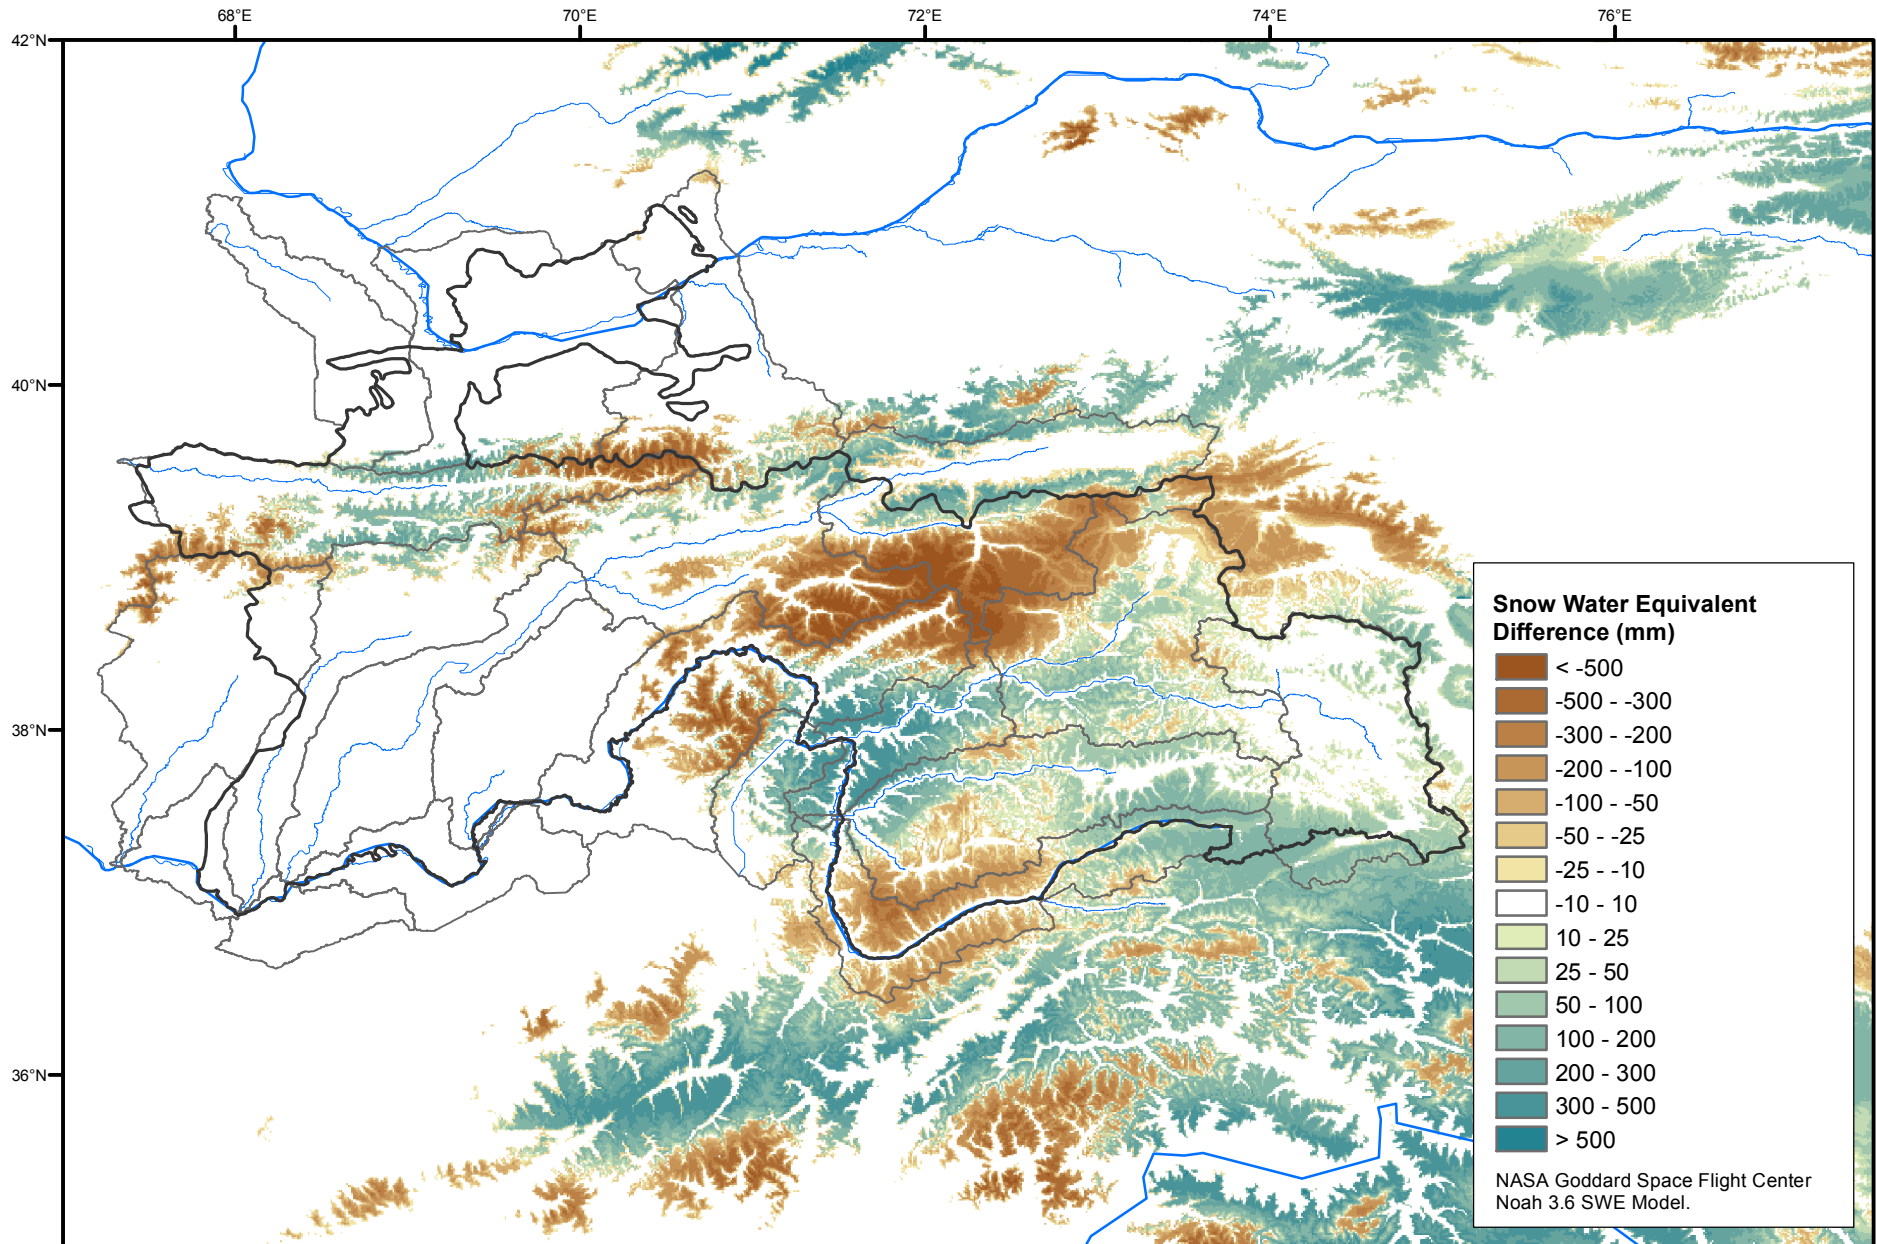 68°E 70°E 72°E 74°E 76°E
42°N
40°N
38°N
36°N
Snow Water Equivalent
Difference (mm)
< -500
-500 - -300
-300 - -200
-200 - -100
-100 - -50
-50 - -25
-25 - -10
-10 - 10
10 - 25
25 - 50
50 - 100
100 - 200
200 - 300
300 - 500
> 500
NASA Goddard Space Flight Center
Noah 3.6 SWE Model.